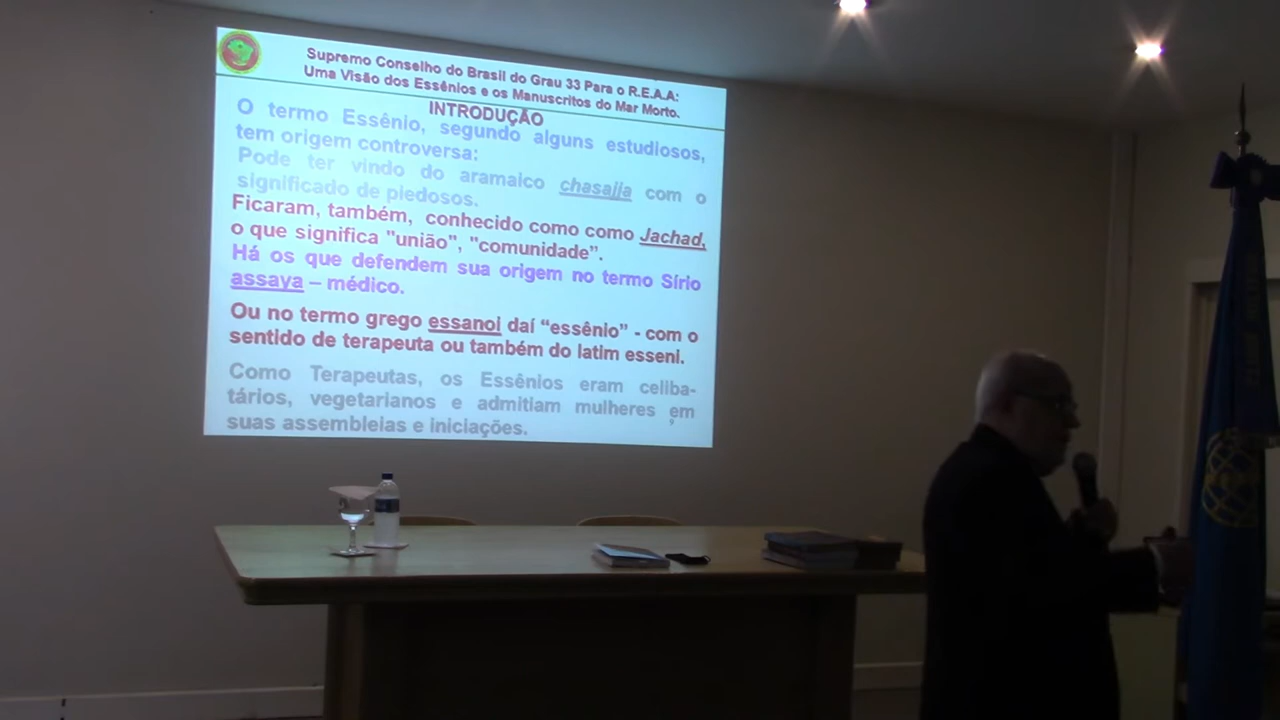 Supremo Conselho do Brasil do Grau 33 Para o R.E.A.A:
Uma Visão dos Essênios e os Manuscritos do Mar Morto.
INTRODUÇÃO
O termo Essênio, segundo alguns estudiosos,
tem origem controversa:
Pode ter vindo do aramaico chasajja com o
significado de piedosos.
Ficaram, também, conhecido como como Jachad,
o que significa "união", "comunidade".
Há os que defendem sua origem no termo Sírio
assaya – médico.
Ou no termo grego essanoi daí "essênio" - com o
sentido de terapeuta ou também do latim esseni.
Como Terapeutas, os Essênios eram celiba-
tários, vegetarianos e admitiam mulheres em
suas assembleias e iniciações.